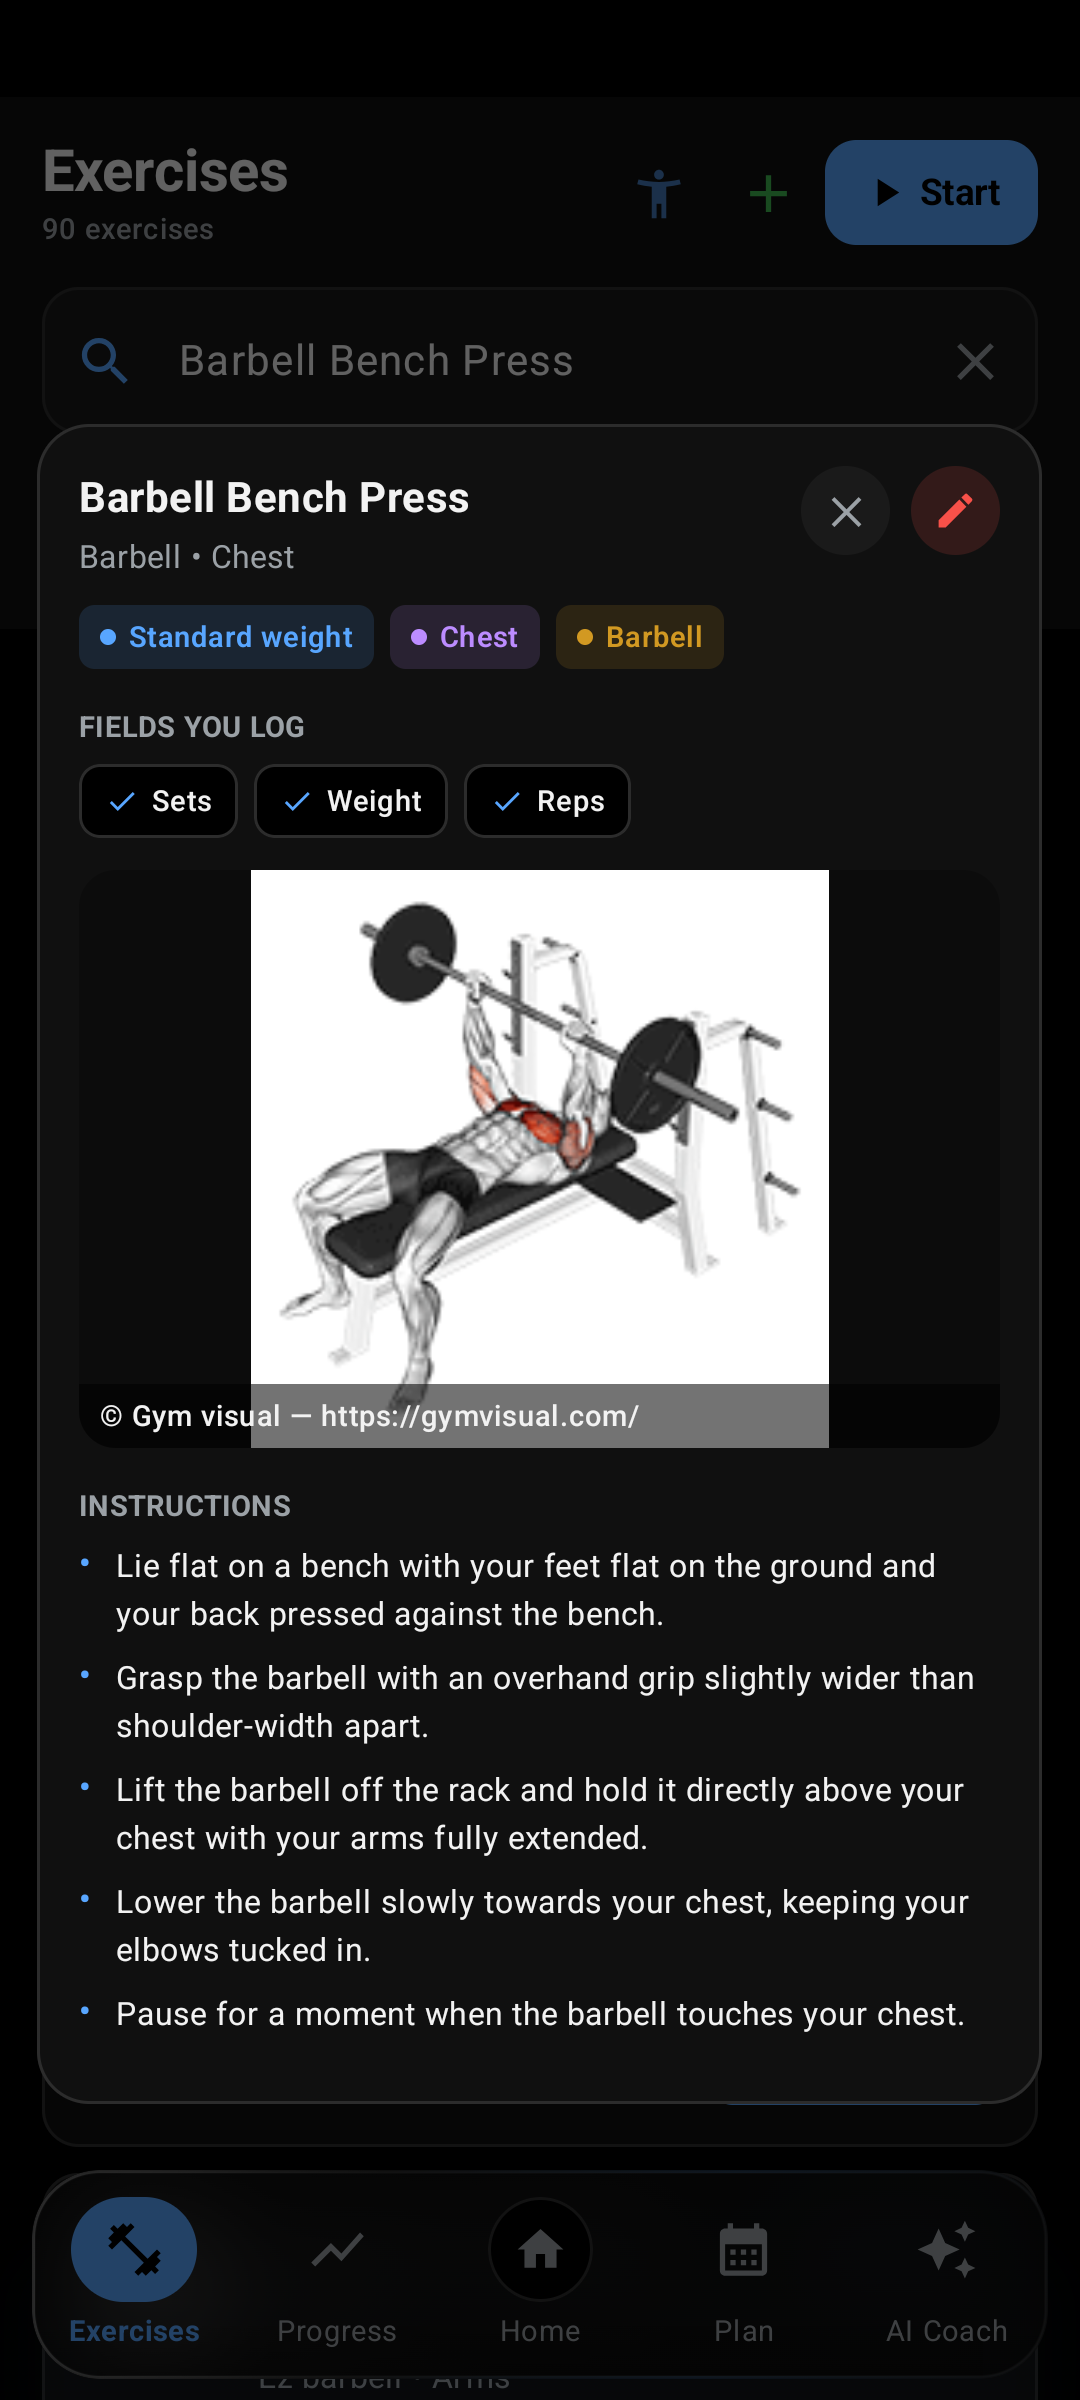 Exercises
90 exercises
Start
Barbell Bench Press
Barbell Bench Press
Barbell • Chest
Standard weight
Chest
Barbell
FIELDS YOU LOG
Sets
Weight
Reps
© Gym visual — https://gymvisual.com/
INSTRUCTIONS
• Lie flat on a bench with your feet flat on the ground and
your back pressed against the bench.
• Grasp the barbell with an overhand grip slightly wider than
shoulder-width apart.
• Lift the barbell off the rack and hold it directly above your
chest with your arms fully extended.
• Lower the barbell slowly towards your chest, keeping your
elbows tucked in.
• Pause for a moment when the barbell touches your chest.
Exercises
Progress
Home
Plan
AI Coach
Ez barbell • Arms